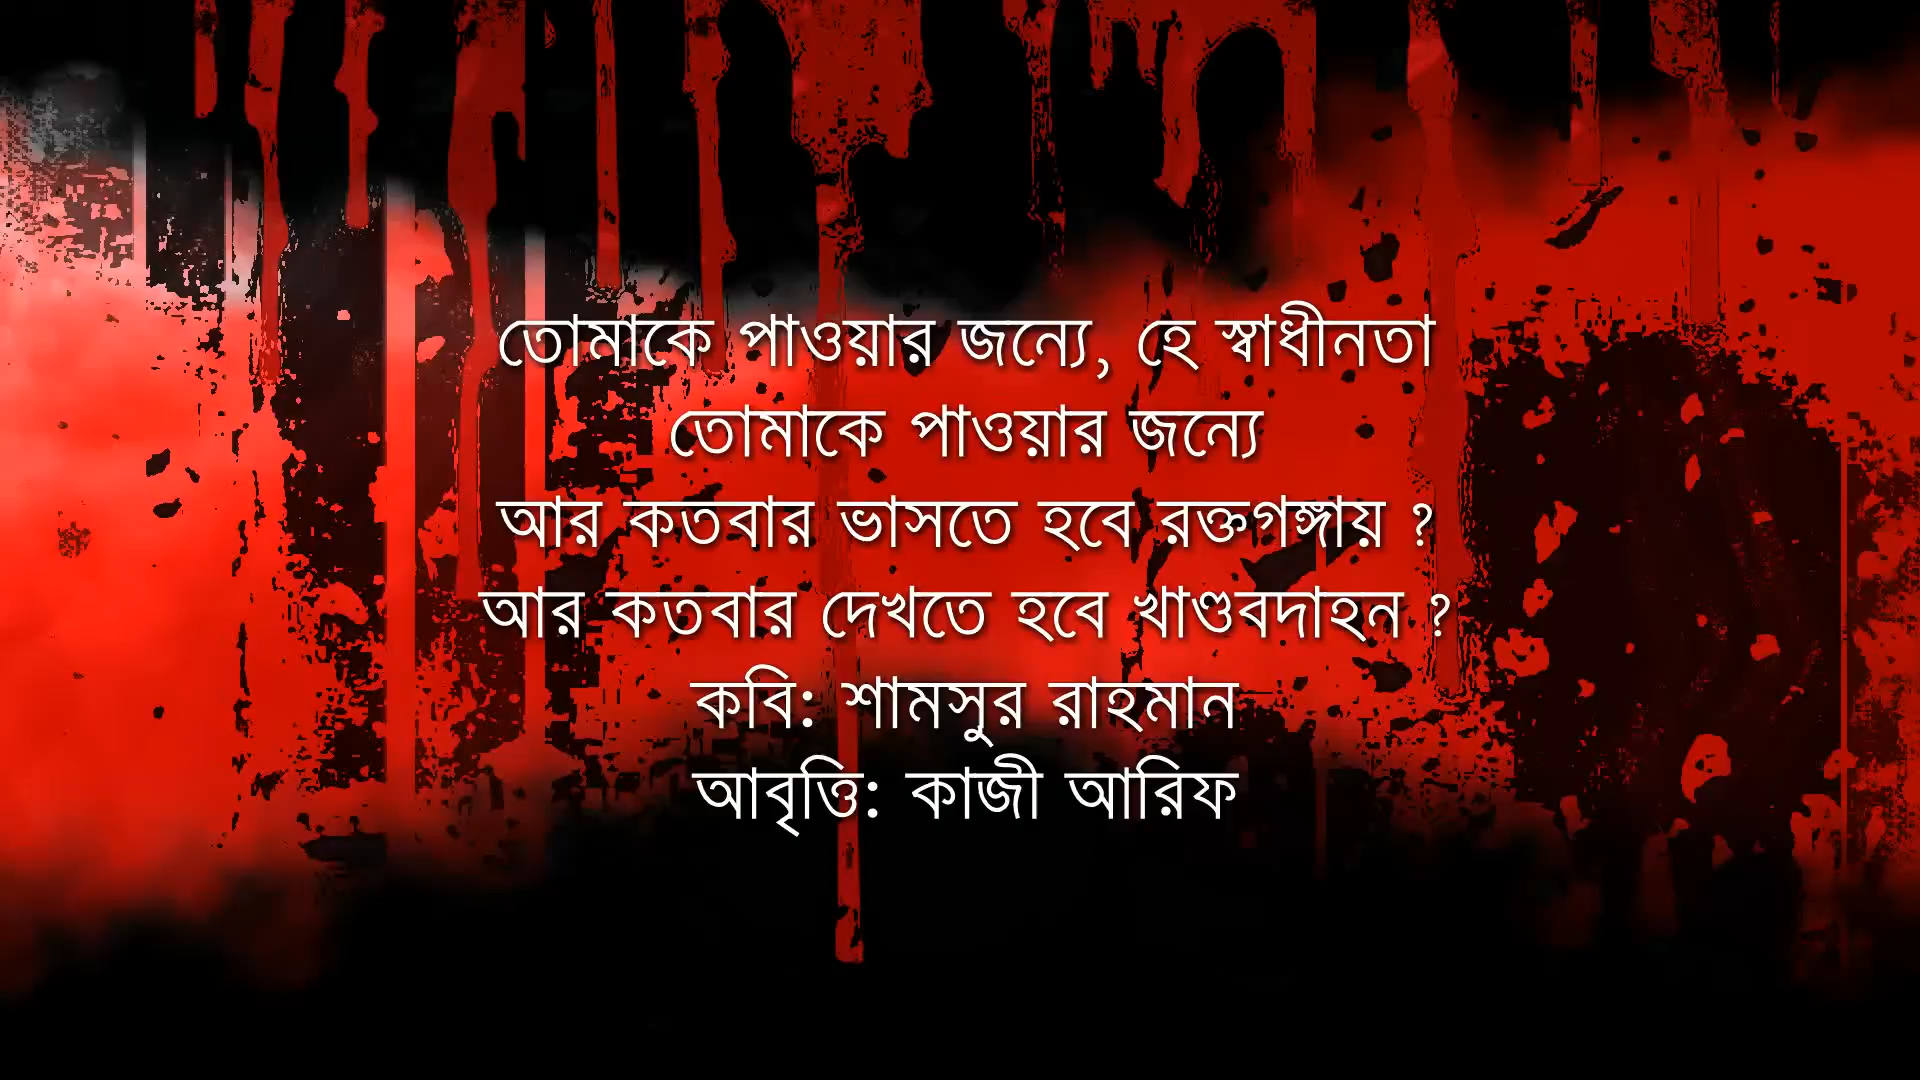 তোমাকে পাওয়ার জন্যে, হে স্বাধীনতা
তোমাকে পাওয়ার জন্যে
আর কতবার ভাসতে হবে রক্তগঙ্গায় ?
আর কতবার দেখতে হবে খাণ্ডবদাহন ?
কবি: শামসুর রাহমান
আবৃত্তি: কাজী আরিফ